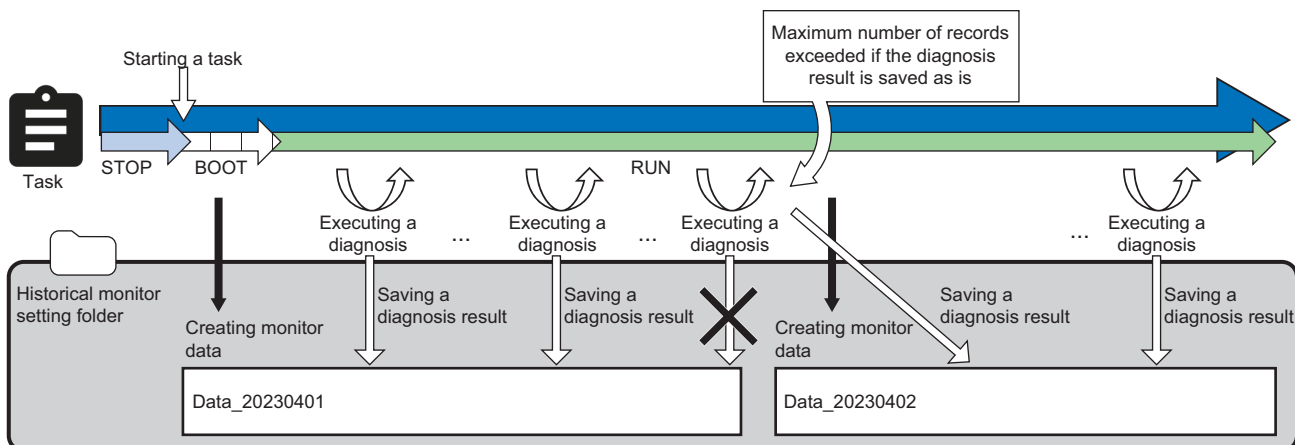 Maximum number of records
exceeded if the diagnosis
result is saved as is
Starting a task
Task
STOP
BOOT
RUN
Executing a
diagnosis
...
Executing a
diagnosis
...
Executing a
diagnosis
...
Executing a
diagnosis
Historical monitor
setting folder
Creating monitor
data
Saving a
diagnosis result
Saving a
diagnosis result
Creating monitor
data
Saving a
diagnosis result
Saving a
diagnosis result
Data_20230401
Data_20230402